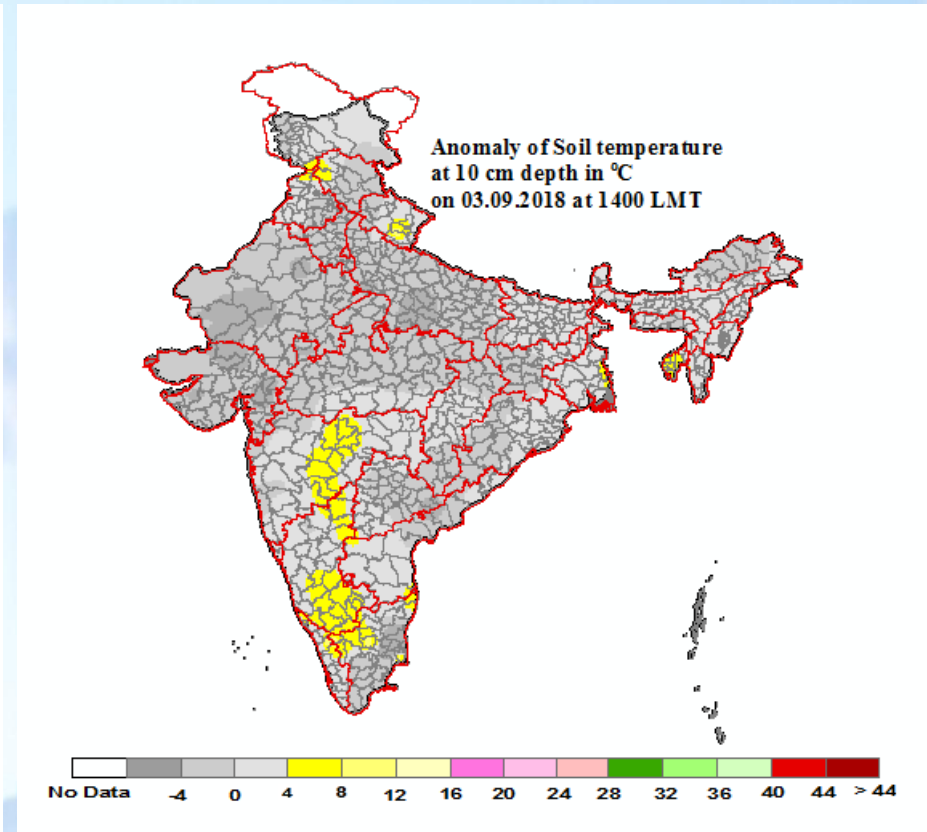 Anomaly of Soil temperature
at 10 cm depth in ⁰C
on 03.09.2018 at 1400 LMT
No Data -4 0 4 8 12 16 20 24 28 32 36 40 44 > 44